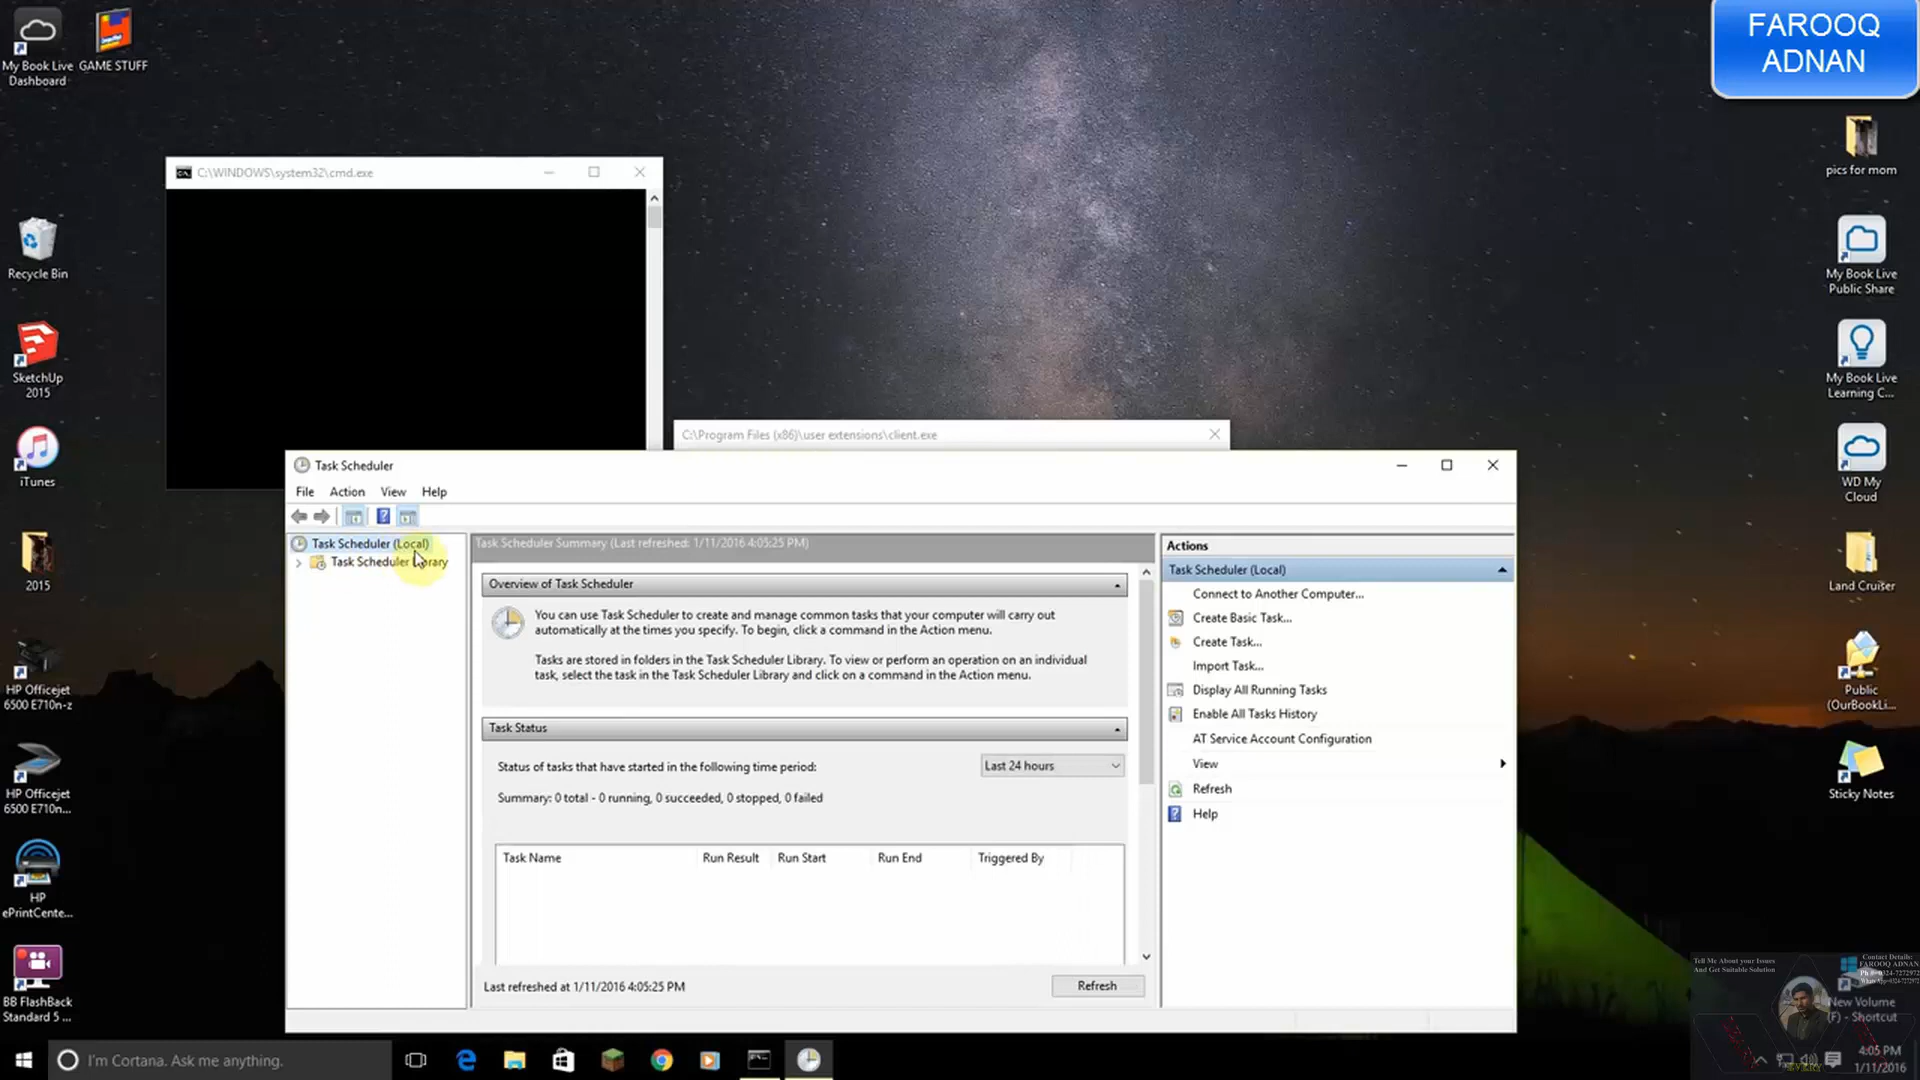 My Book Live
Dashboard
GAME STUFF
FAROOQ
ADNAN
pics for mom
C:\WINDOWS\system32\cmd.exe
Recycle Bin
My Book Live
Public Share
SketchUp
2015
My Book Live
Learning C...
C:\Program Files (x86)\user extensions\client.exe
iTunes
WD My
Cloud
Task Scheduler
File Action View Help
Task Scheduler (Local)
Task Scheduler Library
Task Scheduler Summary (Last refreshed: 1/11/2016 4:05:25 PM)
Overview of Task Scheduler
You can use Task Scheduler to create and manage common tasks that your computer will carry out
automatically at the times you specify. To begin, click a command in the Action menu.
Tasks are stored in folders in the Task Scheduler Library. To view or perform an operation on an individual
task, select the task in the Task Scheduler Library and click on a command in the Action menu.
Task Status
Status of tasks that have started in the following time period:
Last 24 hours
Summary: 0 total - 0 running, 0 succeeded, 0 stopped, 0 failed
Task Name Run Result Run Start Run End Triggered By
Last refreshed at 1/11/2016 4:05:25 PM
Refresh
Actions
Task Scheduler (Local)
Connect to Another Computer...
Create Basic Task...
Create Task...
Import Task...
Display All Running Tasks
Enable All Tasks History
AT Service Account Configuration
View
Refresh
Help
2015
Land Cruiser
HP Officejet
6500 E710n-z
Public
(OurBookLi...
HP Officejet
6500 E710n...
Sticky Notes
HP
ePrintCente...
BB FlashBack
Standard 5 ...
Tell Me About your Issues
And Get Suitable Solution
Contact Details:
FAROOQ ADNAN
New Volume
(F) - Shortcut
I'm Cortana. Ask me anything.
4:05 PM
1/11/2016